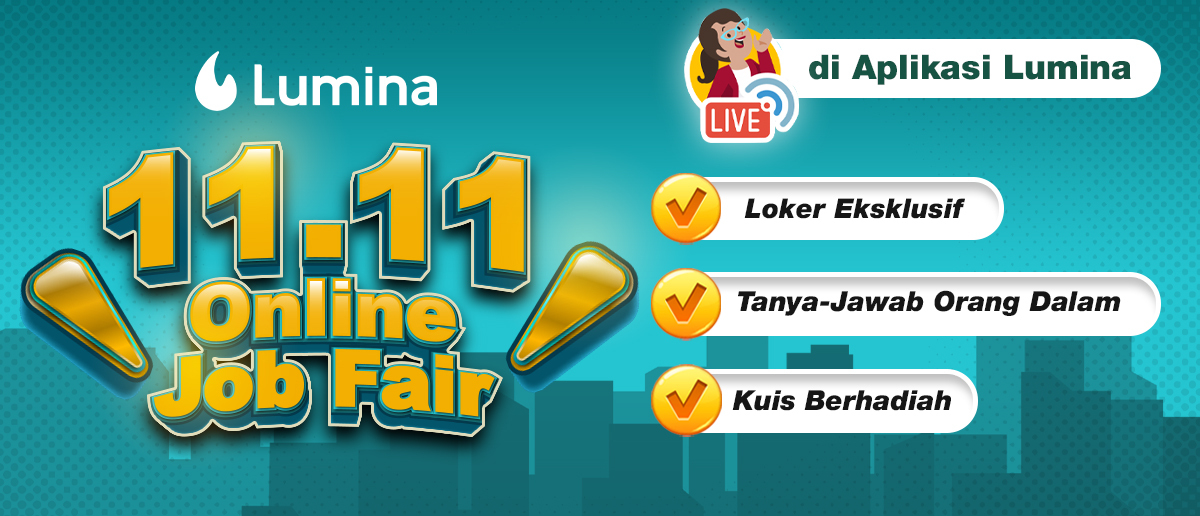 Lumina
11.11
Online
Job Fair
LIVE
di Aplikasi Lumina
Loker Eksklusif
Tanya-Jawab Orang Dalam
Kuis Berhadiah